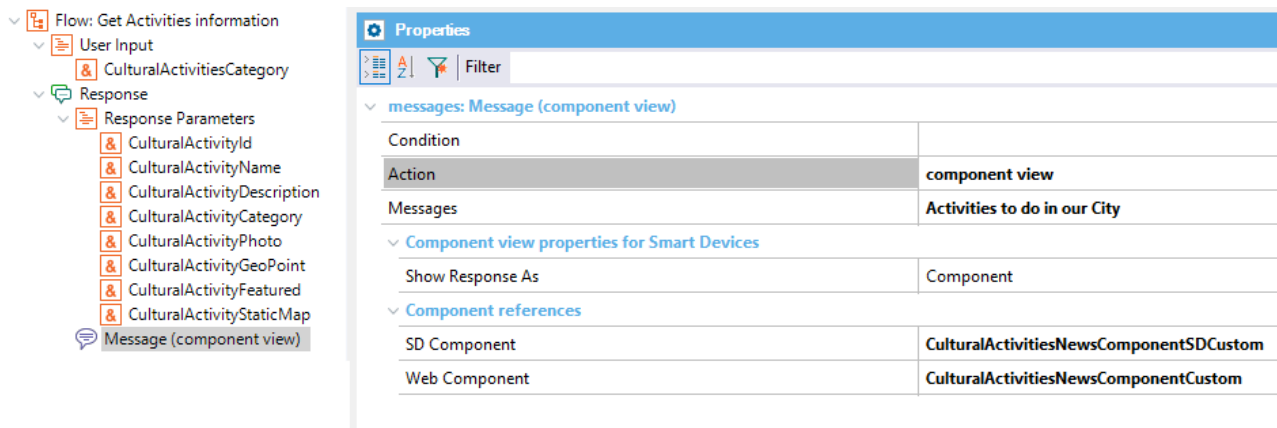 Flow: Get Activities information
User Input
& CulturalActivitiesCategory
Response
Response Parameters
& CulturalActivityId
& CulturalActivityName
& CulturalActivityDescription
& CulturalActivityCategory
& CulturalActivityPhoto
& CulturalActivityGeoPoint
& CulturalActivityFeatured
& CulturalActivityStaticMap
Message (component view)
Properties
AZ Filter
messages: Message (component view)
Condition
Action component view
Messages Activities to do in our City
Component view properties for Smart Devices
Show Response As Component
Component references
SD Component CulturalActivitiesNewsComponentSDCustom
Web Component CulturalActivitiesNewsComponentCustom